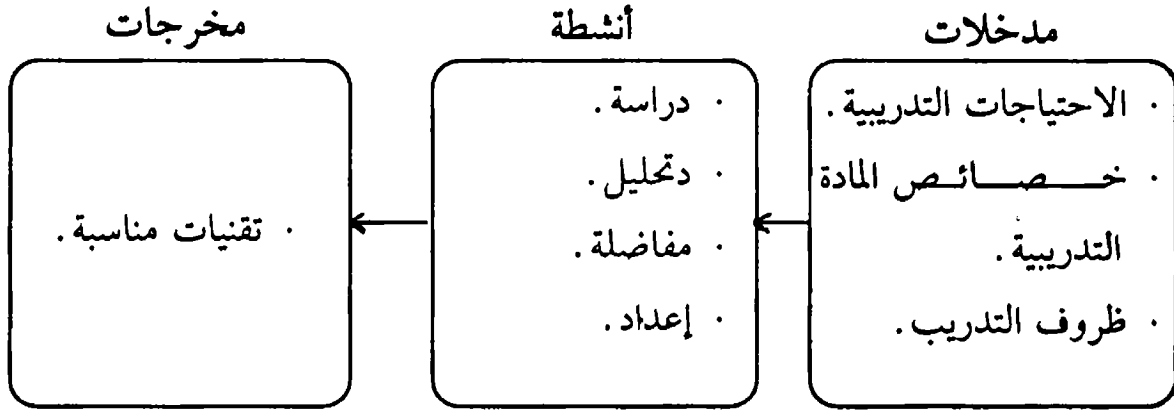 مدخلات
· الاحتياجات التدريبية.
· خـــصـــائـــص المادة
التدريبية.
· ظروف التدريب.
أنشطة
· دراسة.
· دتحليل.
· مفاضلة.
· إعداد.
مخرجات
· تقنيات مناسبة.